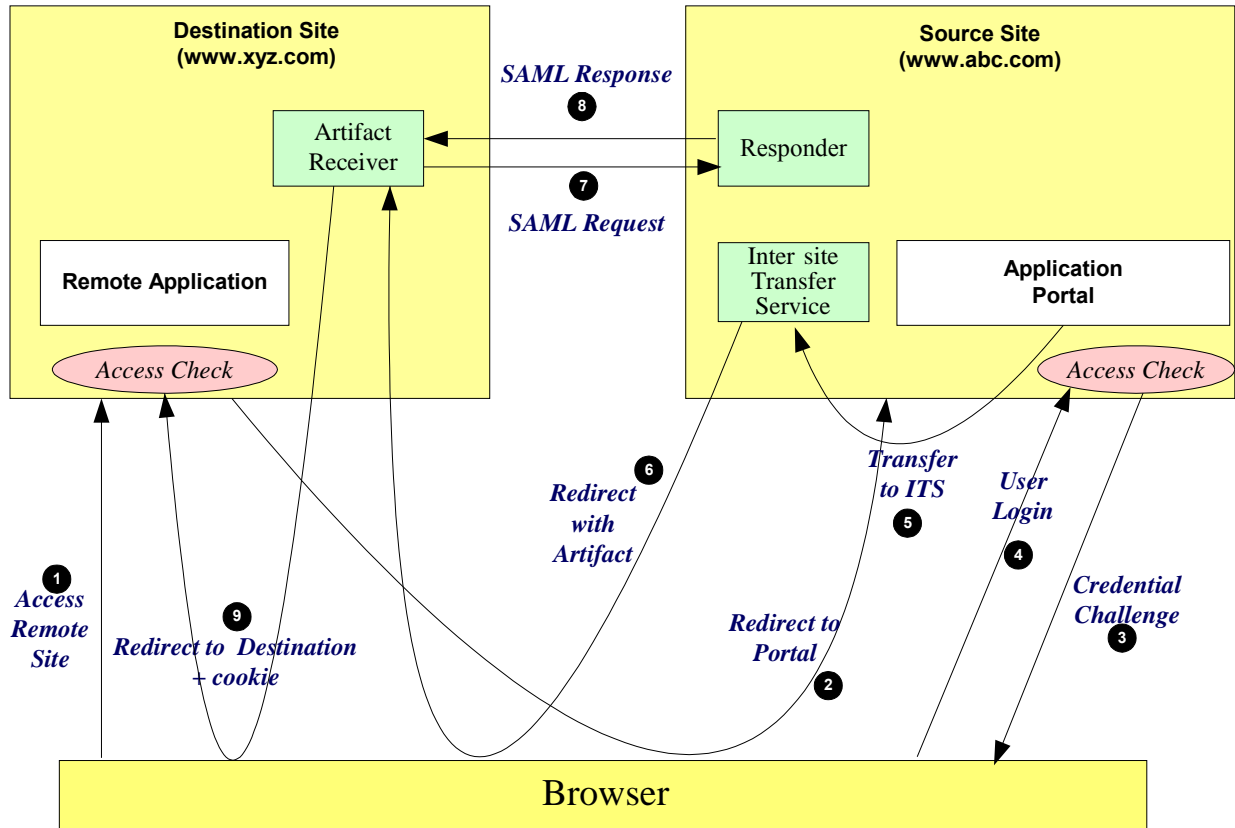 Destination Site
(www.xyz.com)
Source Site
(www.abc.com)
SAML Response
8
Artifact
Receiver
Responder
7
SAML Request
Remote Application
Inter site
Transfer
Service
Application
Portal
Access Check
Access Check
6
Redirect
with
Artifact
Transfer
to ITS
5
User
Login
4
1
Access
Remote
Site
9
Redirect to Destination
+ cookie
Redirect to
Portal
2
Credential
Challenge
3
Browser